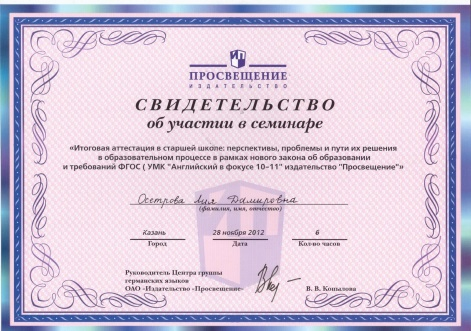 ПРОСВЕЩЕНИЕ
ИЗДАТЕЛЬСТВО
СВИДЕТЕЛЬСТВО
об участии в семинаре
«Итоговая аттестация в старшей школе: перспективы, проблемы и пути их решения
в образовательном процессе в рамках нового закона об образовании
и требований ФГОС ( УМК "Английский в фокусе 10-11" издательство "Просвещение"»
Осетрова Лия Дамировна
(фамилия, имя, отчество)
Казань 28 ноября 2012 6
Город Дата Кол-во часов
Руководитель Центра группы
германских языков
ОАО «Издательство «Просвещение» В. В. Копылова